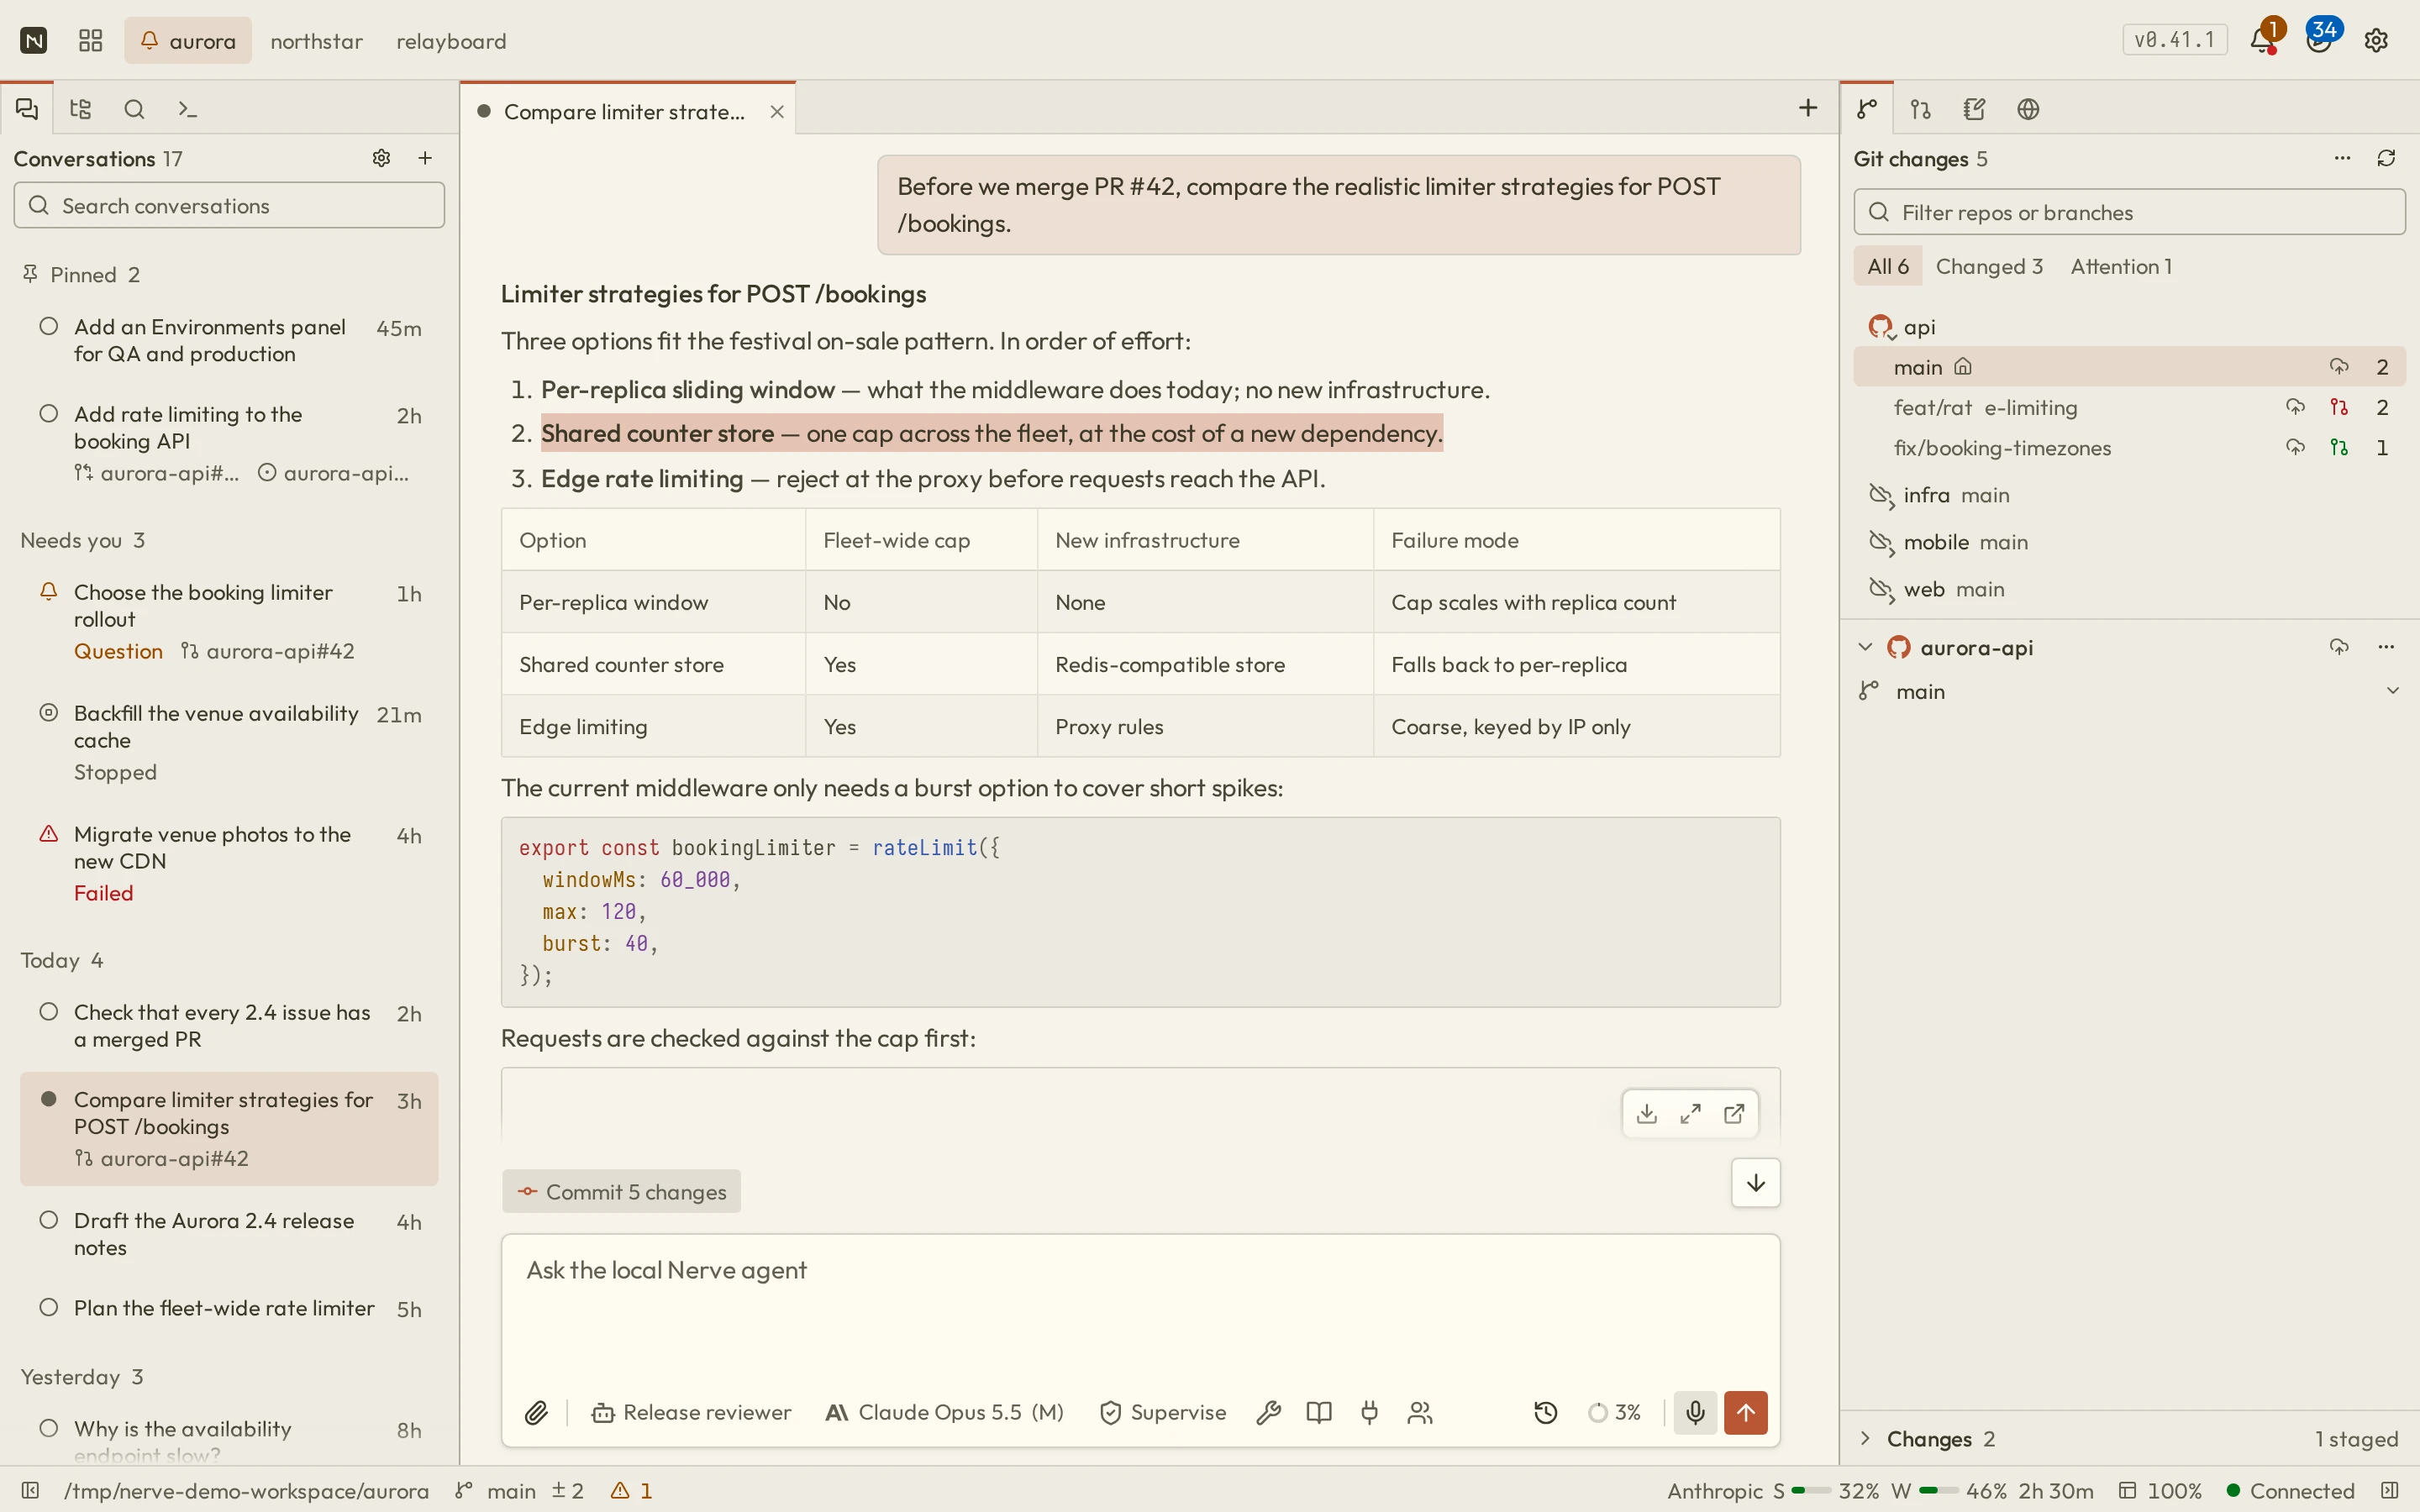 aurora
northstar
relayboard
v0.41.1
1
34
Conversations 17
Search conversations
Pinned 2
Add an Environments panel
for QA and production
45m
Add rate limiting to the
booking API
2h
aurora-api#...
aurora-api...
Needs you 3
Choose the booking limiter
rollout
1h
Question
aurora-api#42
Backfill the venue availability
cache
21m
Stopped
Migrate venue photos to the
new CDN
4h
Failed
Today 4
Check that every 2.4 issue has
a merged PR
2h
Compare limiter strategies for
POST /bookings
3h
aurora-api#42
Draft the Aurora 2.4 release
notes
4h
Plan the fleet-wide rate limiter
5h
Yesterday 3
Why is the availability
endpoint slow?
8h
Compare limiter strate...
Before we merge PR #42, compare the realistic limiter strategies for POST
/bookings.
Limiter strategies for POST /bookings
Three options fit the festival on-sale pattern. In order of effort:
1. Per-replica sliding window — what the middleware does today; no new infrastructure.
2. Shared counter store — one cap across the fleet, at the cost of a new dependency.
3. Edge rate limiting — reject at the proxy before requests reach the API.
Option Fleet-wide cap New infrastructure Failure mode
Per-replica window No None Cap scales with replica count
Shared counter store Yes Redis-compatible store Falls back to per-replica
Edge limiting Yes Proxy rules Coarse, keyed by IP only
The current middleware only needs a burst option to cover short spikes:
export const bookingLimiter = rateLimit({
windowMs: 60_000,
max: 120,
burst: 40,
});
Requests are checked against the cap first:
Commit 5 changes
Ask the local Nerve agent
Release reviewer
Claude Opus 5.5 (M)
Supervise
3%
Git changes 5
Filter repos or branches
All 6
Changed 3
Attention 1
api
main
2
feat/rat e-limiting
2
fix/booking-timezones
1
infra main
mobile main
web main
aurora-api
main
Changes 2
1 staged
/tmp/nerve-demo-workspace/aurora
main
±2
1
Anthropic S 32% W 46% 2h 30m
100%
Connected